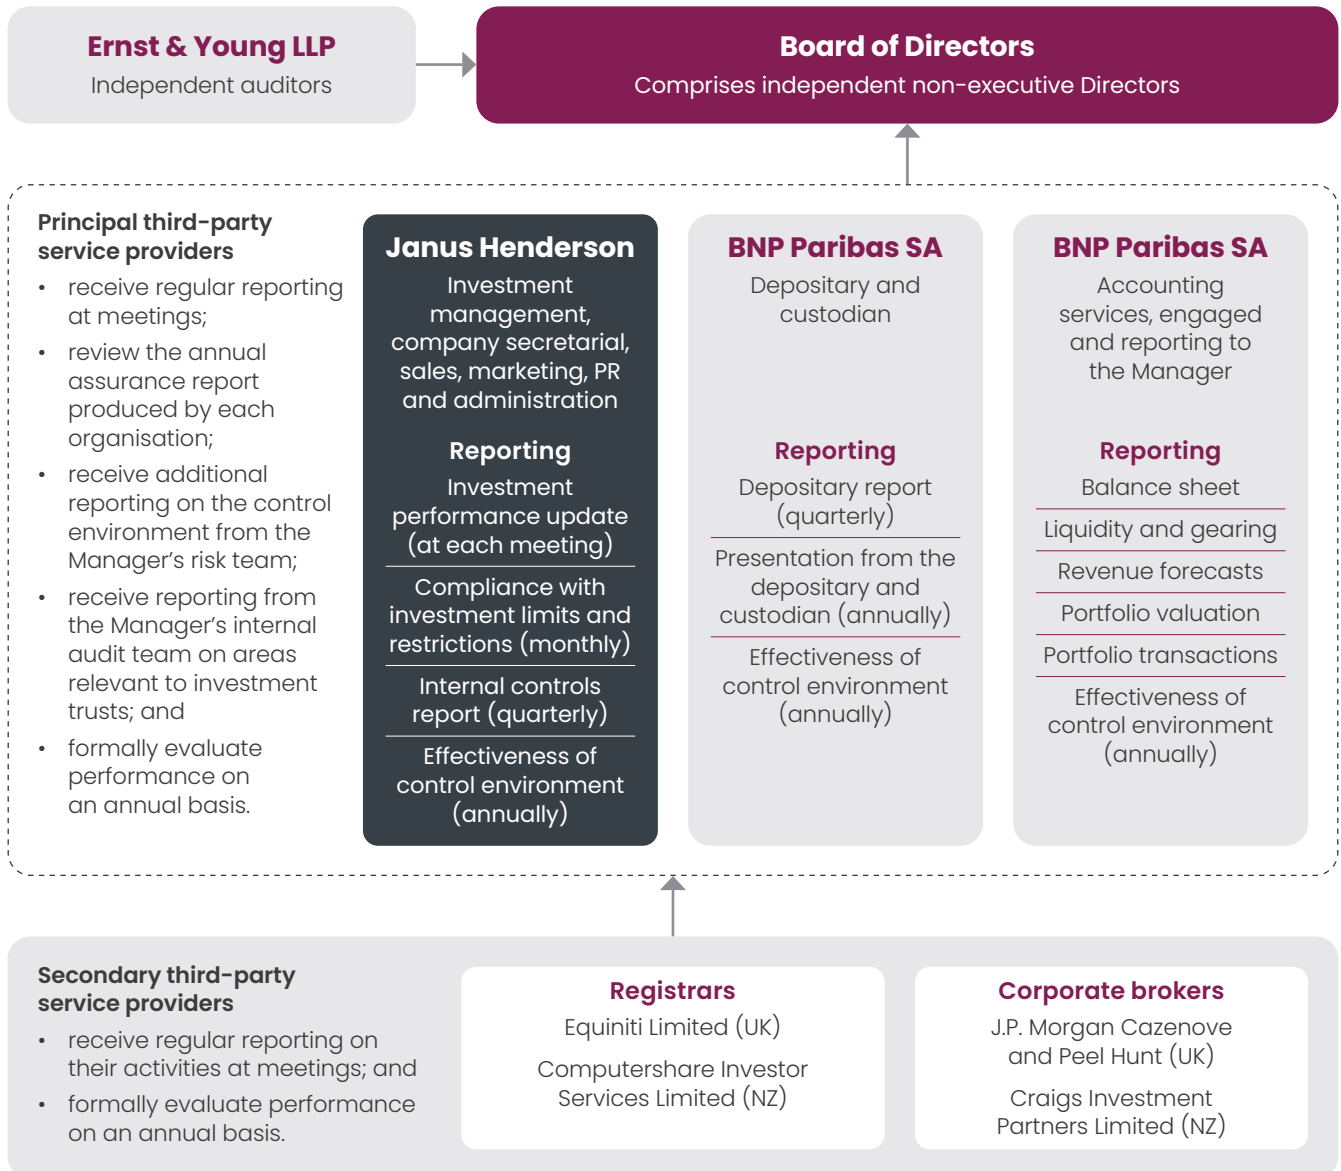 Ernst & Young LLP
Independent auditors
Board of Directors
Comprises independent non-executive Directors
Principal third-party
service providers
• receive regular reporting
at meetings;
• review the annual
assurance report
produced by each
organisation;
• receive additional
reporting on the control
environment from the
Manager’s risk team;
• receive reporting from
the Manager’s internal
audit team on areas
relevant to investment
trusts; and
• formally evaluate
performance on
an annual basis.
Janus Henderson
Investment
management,
company secretarial,
sales, marketing, PR
and administration
Reporting
Investment
performance update
(at each meeting)
Compliance with
investment limits and
restrictions (monthly)
Internal controls
report (quarterly)
Effectiveness of
control environment
(annually)
BNP Paribas SA
Depositary and
custodian
Reporting
Depositary report
(quarterly)
Presentation from the
depositary and
custodian (annually)
Effectiveness of
control environment
(annually)
BNP Paribas SA
Accounting
services, engaged
and reporting to
the Manager
Reporting
Balance sheet
Liquidity and gearing
Revenue forecasts
Portfolio valuation
Portfolio transactions
Effectiveness of
control environment
(annually)
Secondary third-party
service providers
• receive regular reporting on
their activities at meetings; and
• formally evaluate performance
on an annual basis.
Registrars
Equiniti Limited (UK)
Computershare Investor
Services Limited (NZ)
Corporate brokers
J.P. Morgan Cazenove
and Peel Hunt (UK)
Craigs Investment
Partners Limited (NZ)